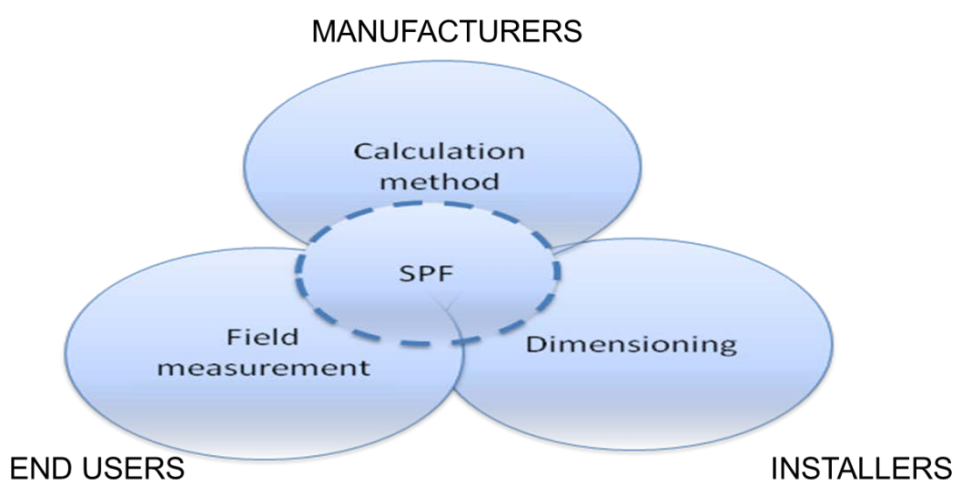 MANUFACTURERS
Calculation
method
SPF
Field
measurement
Dimensioning
END USERS
INSTALLERS